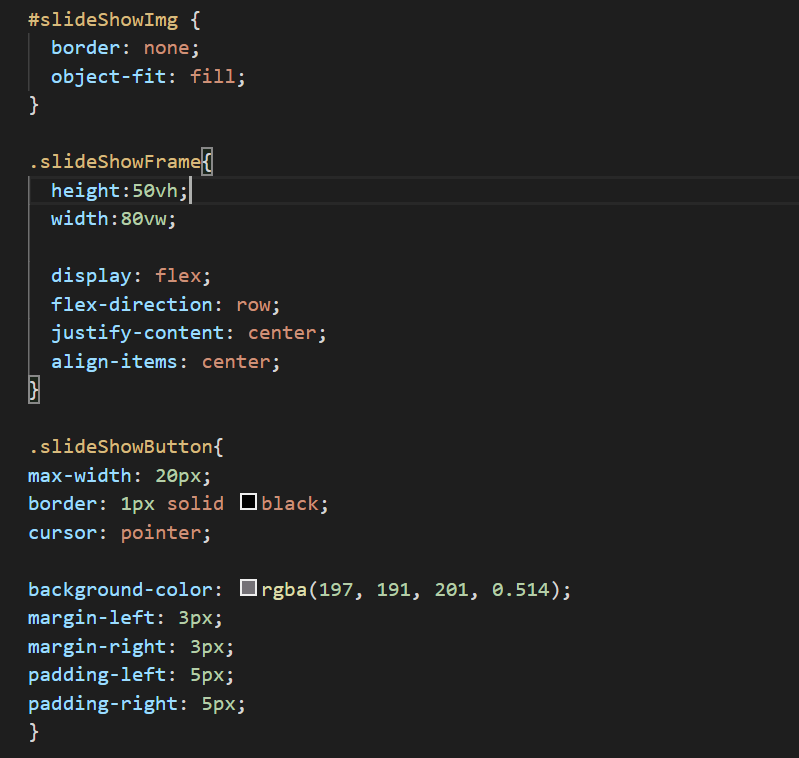 #slideShowImg {
  border: none;
  object-fit: fill;
}

.slideShowFrame{
  height:50vh;
  width:80vw;

  display: flex;
  flex-direction: row;
  justify-content: center;
  align-items: center;
}

.slideShowButton{
max-width: 20px;
border: 1px solid black;
cursor: pointer;

background-color: rgba(197, 191, 201, 0.514);
margin-left: 3px;
margin-right: 3px;
padding-left: 5px;
padding-right: 5px;
}